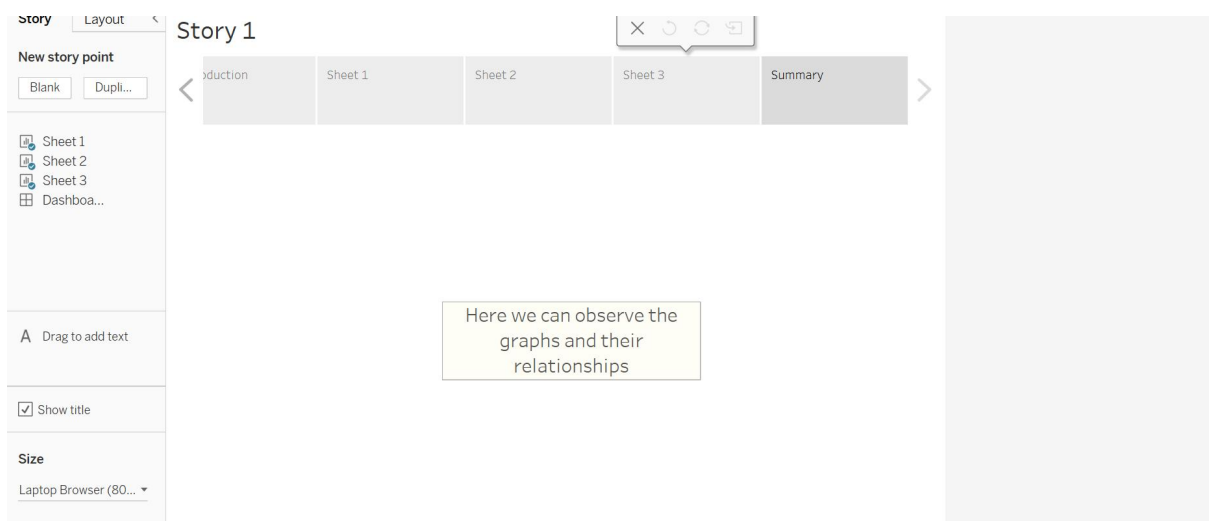 Story Layout
Story 1
New story point
Blank Dupli...
oduction Sheet 1 Sheet 2 Sheet 3 Summary
Sheet 1
Sheet 2
Sheet 3
Dashboa...
A Drag to add text
Here we can observe the
graphs and their
relationships
Show title
Size
Laptop Browser (80...